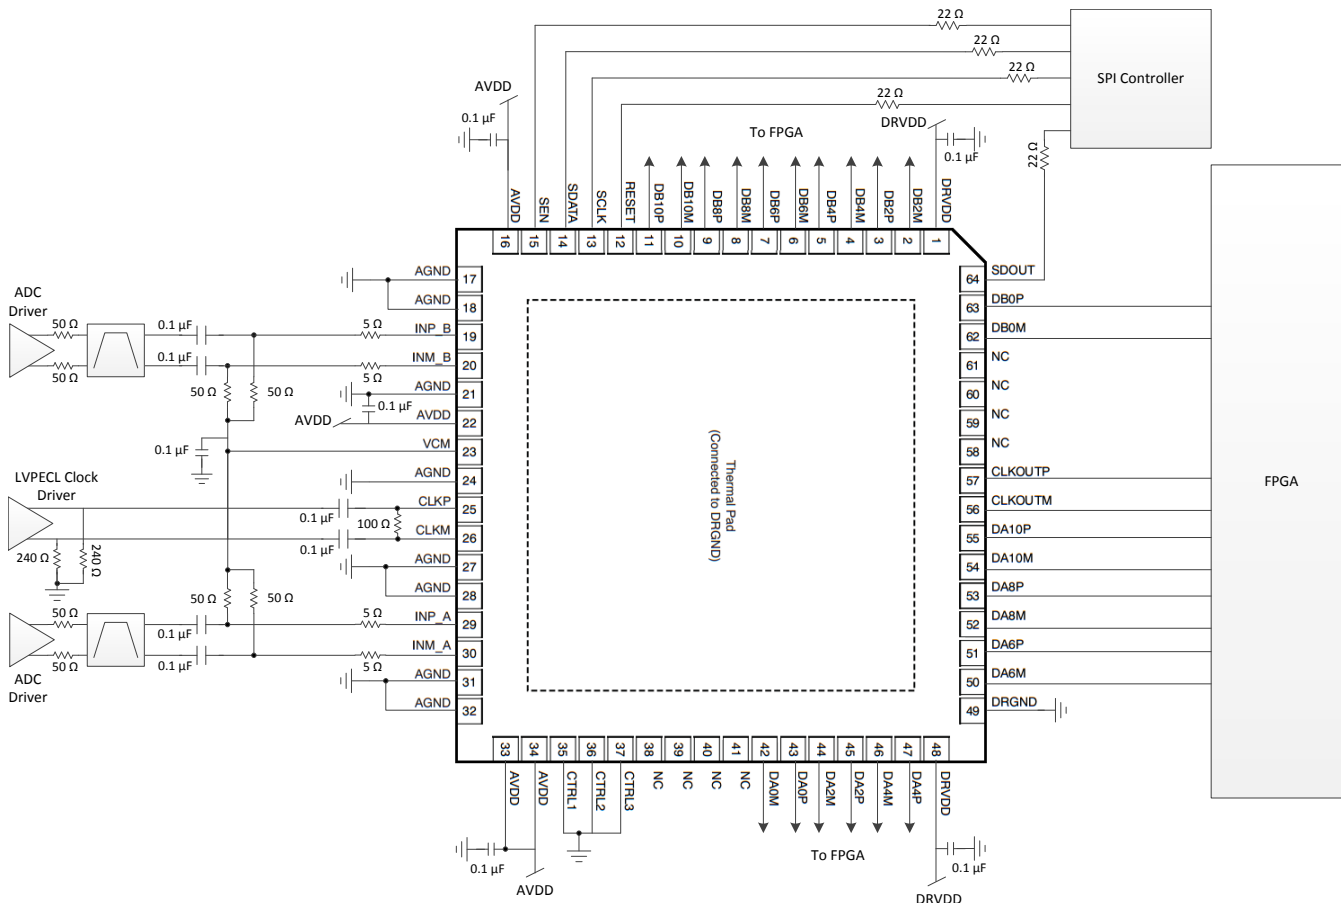 22 Ω
22 Ω
22 Ω
22 Ω
SPI Controller
AVDD
0.1 µF
To FPGA
DRVDD
0.1 µF
22 Ω
AVDD
SEN
SDATA
SCLK
RESET
DB10P
DB10M
DB8P
DB8M
DB6P
DB6M
DB4P
DB4M
DB2P
DB2M
DRVDD
16
15
14
13
12
11
10
9
8
7
6
5
4
3
2
1
AGND 17
AGND 18
INP_B 19
INM_B 20
AGND 21
AVDD 22
VCM 23
AGND 24
CLKP 25
CLKM 26
AGND 27
AGND 28
INP_A 29
INM_A 30
AGND 31
AGND 32
ADC
Driver
50 Ω
50 Ω
0.1 µF
0.1 µF
5 Ω
5 Ω
50 Ω
50 Ω
0.1 µF
AVDD
0.1 µF
LVPECL Clock
Driver
0.1 µF
100 Ω
0.1 µF
240 Ω
240 Ω
50 Ω
50 Ω
50 Ω
50 Ω
0.1 µF
0.1 µF
5 Ω
5 Ω
ADC
Driver
Thermal Pad
(Connected to DRGND)
64 SDOUT
63 DB0P
62 DB0M
61 NC
60 NC
59 NC
58 NC
57 CLKOUTP
56 CLKOUTM
55 DA10P
54 DA10M
53 DA8P
52 DA8M
51 DA6P
50 DA6M
49 DRGND
FPGA
33
34
35
36
37
38
39
40
41
42
43
44
45
46
47
48
AVDD
AVDD
CTRL1
CTRL2
CTRL3
NC
NC
NC
NC
DA0M
DA0P
DA2M
DA2P
DA4M
DA4P
DRVDD
0.1 µF
AVDD
To FPGA
0.1 µF
DRVDD